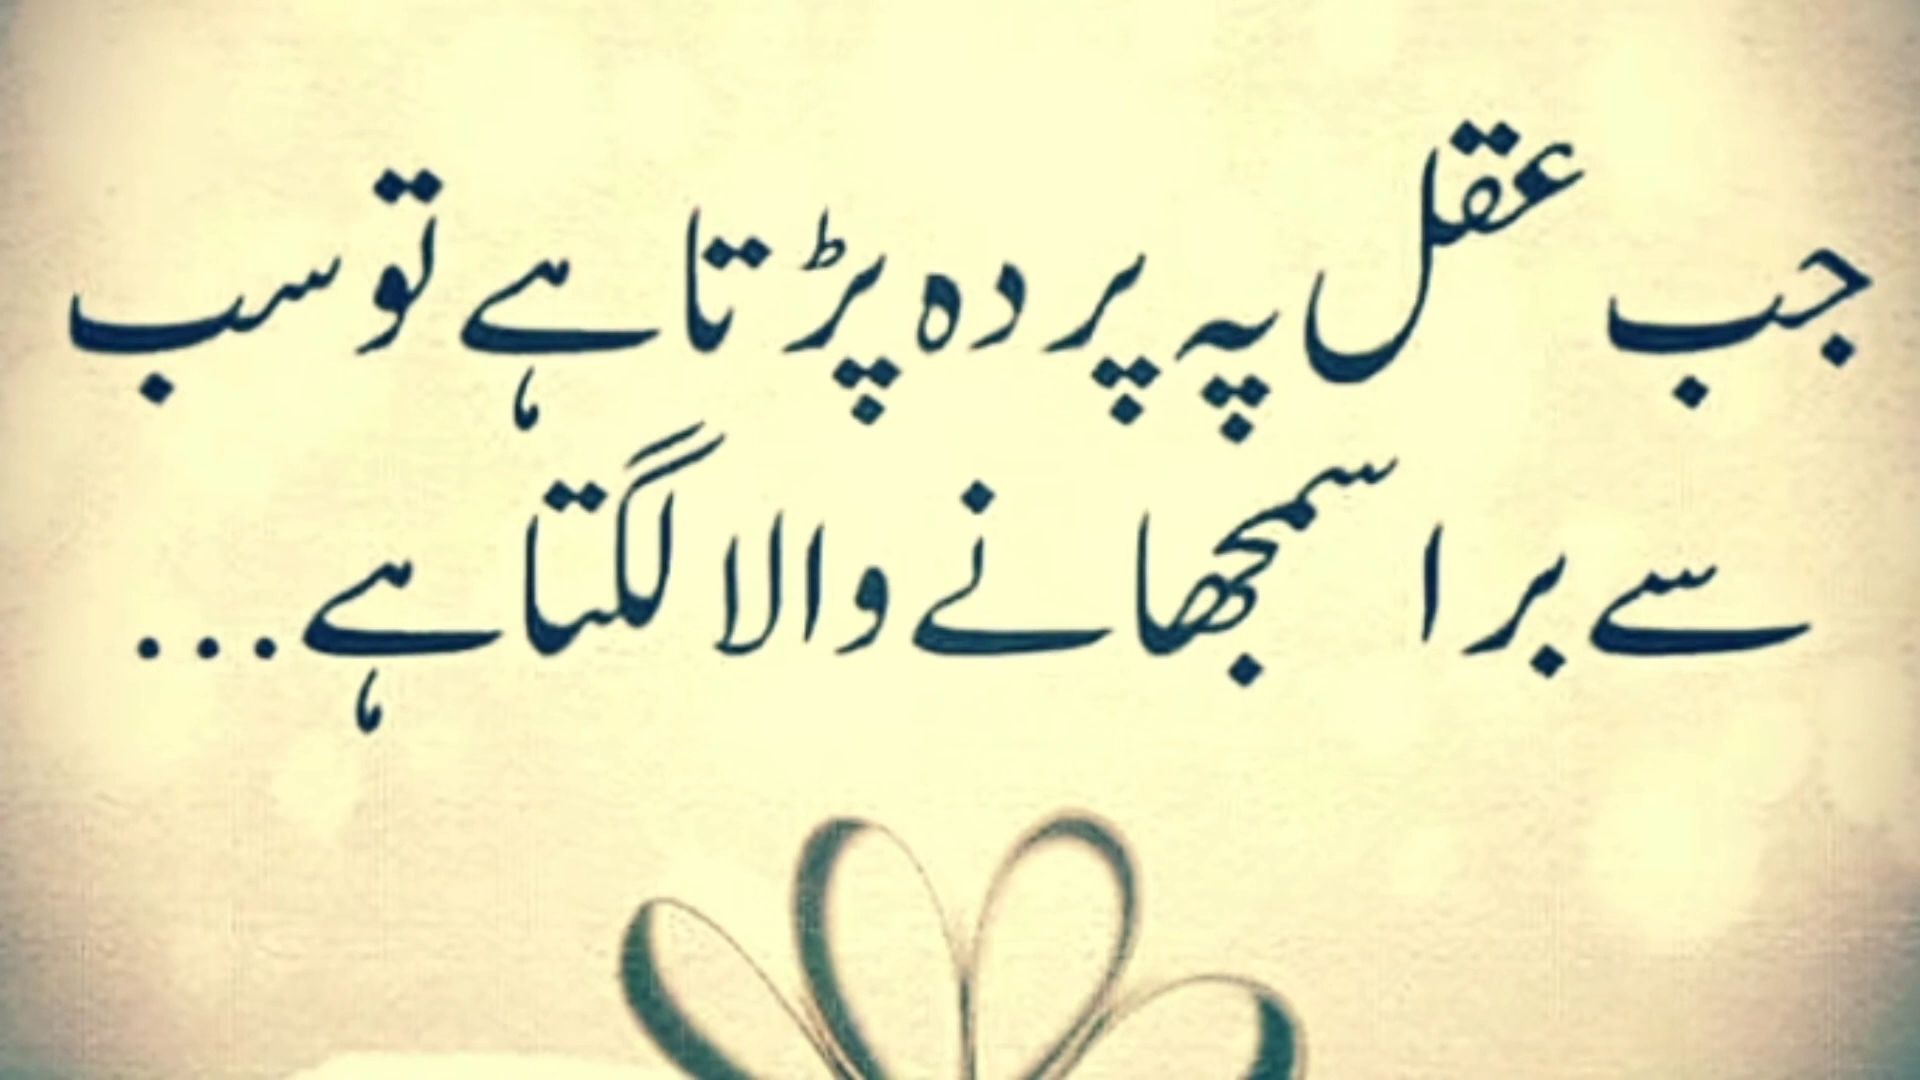 جب عقل پہ پردہ پڑتا ہے تو سب
سے برا سمجھانے والا لگتا ہے...